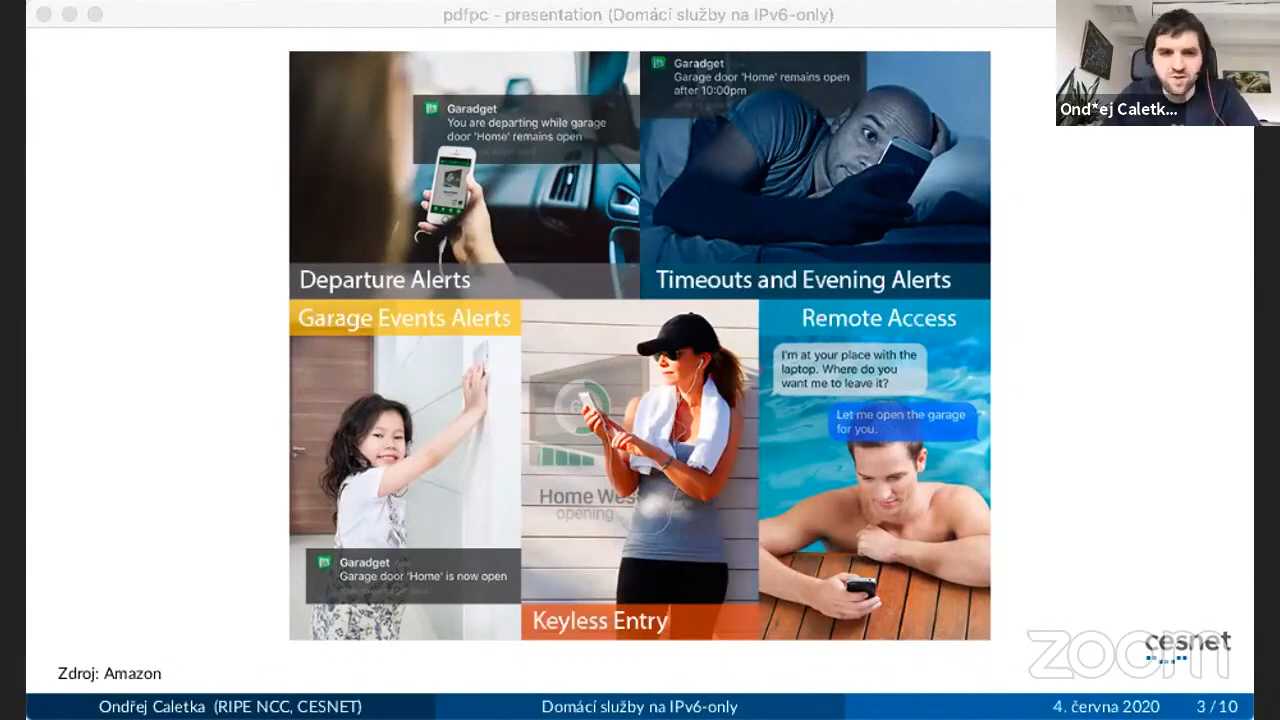 pdfpc - presentation (Domácí služby na IPv6-only)
Ond*ej Caletk...
Garadget
You are departing while garage
door 'Home' remains open
Garadget
Garage door 'Home' remains open
after 10:00pm
Departure Alerts
Timeouts and Evening Alerts
Garage Events Alerts
Remote Access
I'm at your place with the
laptop. Where do you
want me to leave it?
Let me open the garage
for you.
Home West
opening
Garadget
Garage door 'Home' is now open
Keyless Entry
zoom
cesnet
Zdroj: Amazon
Ondřej Caletka (RIPE NCC, CESNET)
Domácí služby na IPv6-only
4. června 2020
3 / 10